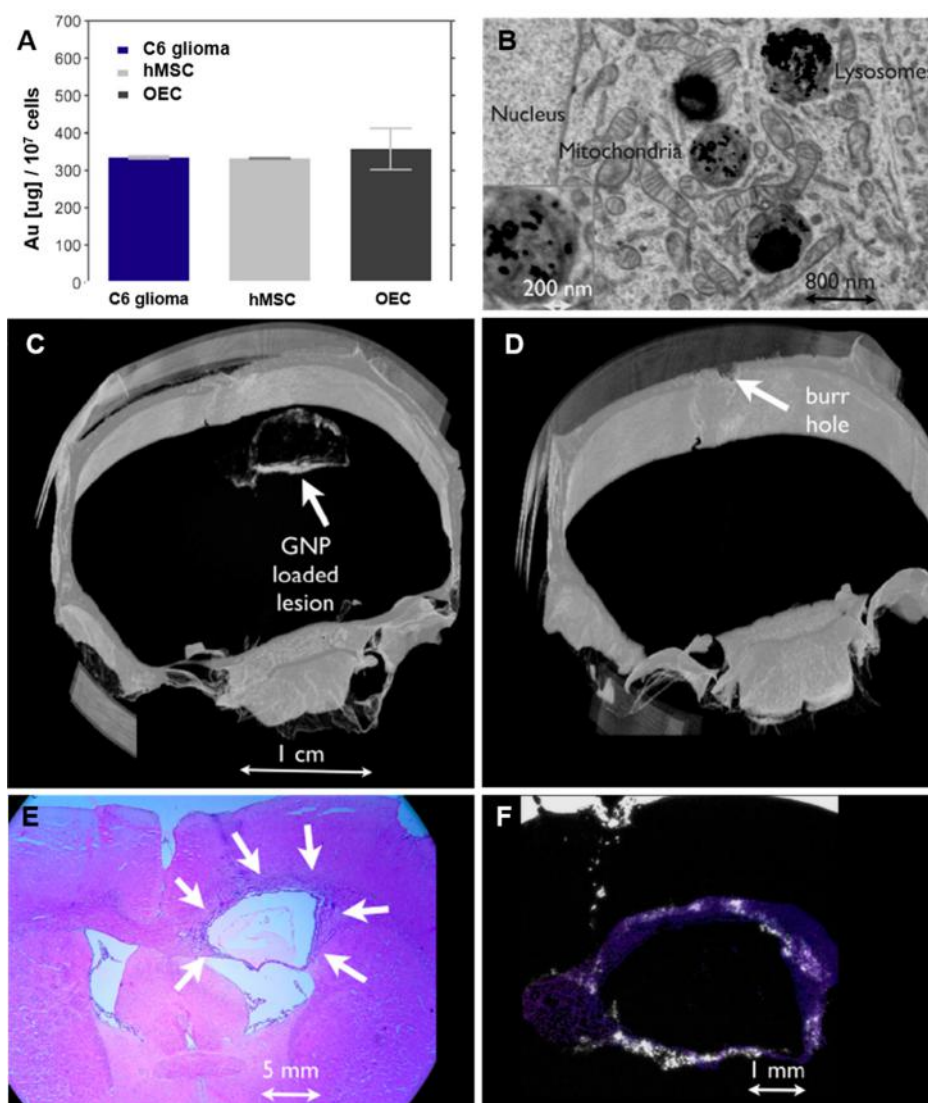 A
Au [ug] / 10⁷ cells
700
600
500
400
300
200
100
0
C6 glioma
hMSC
OEC
C6 glioma
hMSC
OEC
B
Lysosomes
Nucleus
Mitochondria
200 nm
800 nm
C
GNP
loaded
lesion
1 cm
D
burr
hole
E
5 mm
F
1 mm